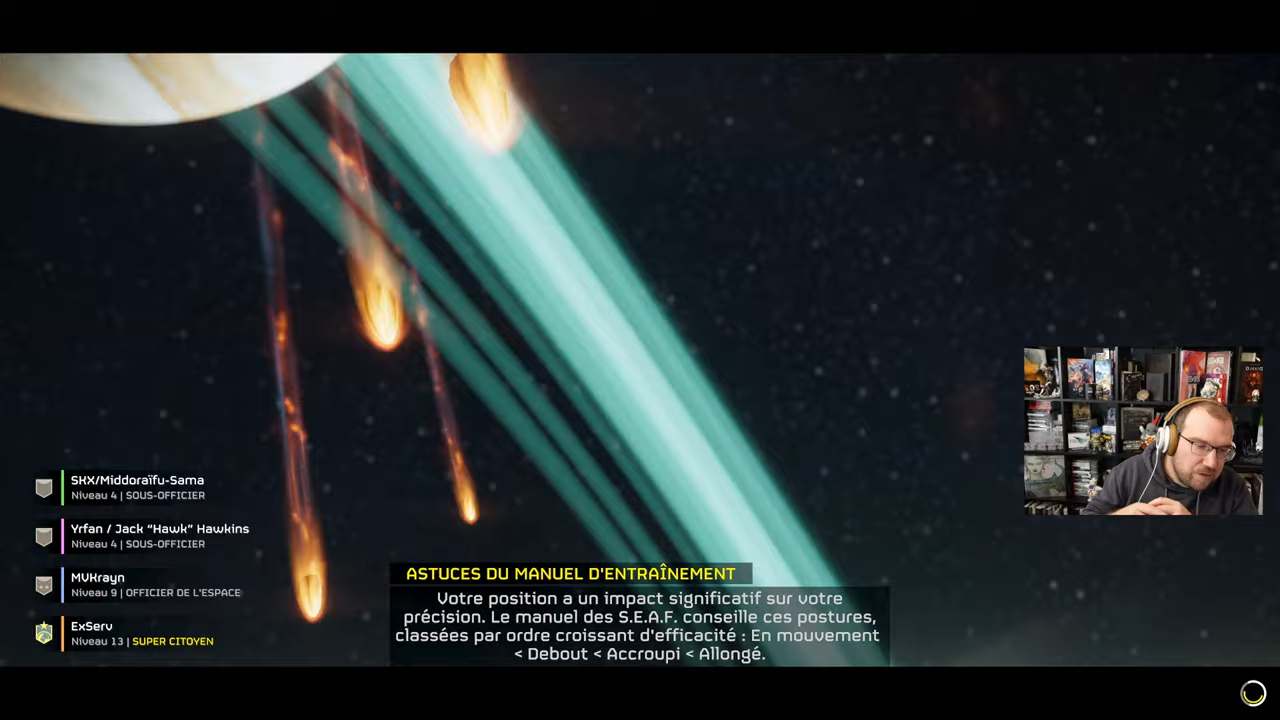 SKX/Middoraïfu-Sama
Niveau 4 | SOUS-OFFICIER
Yrfan / Jack “Hawk” Hawkins
Niveau 4 | SOUS-OFFICIER
MVKrayn
Niveau 9 | OFFICIER DE L'ESPACE
ExServ
Niveau 13 | SUPER CITOYEN
ASTUCES DU MANUEL D'ENTRAÎNEMENT
Votre position a un impact significatif sur votre
précision. Le manuel des S.E.A.F. conseille ces postures,
classées par ordre croissant d'efficacité : En mouvement
< Debout < Accroupi < Allongé.